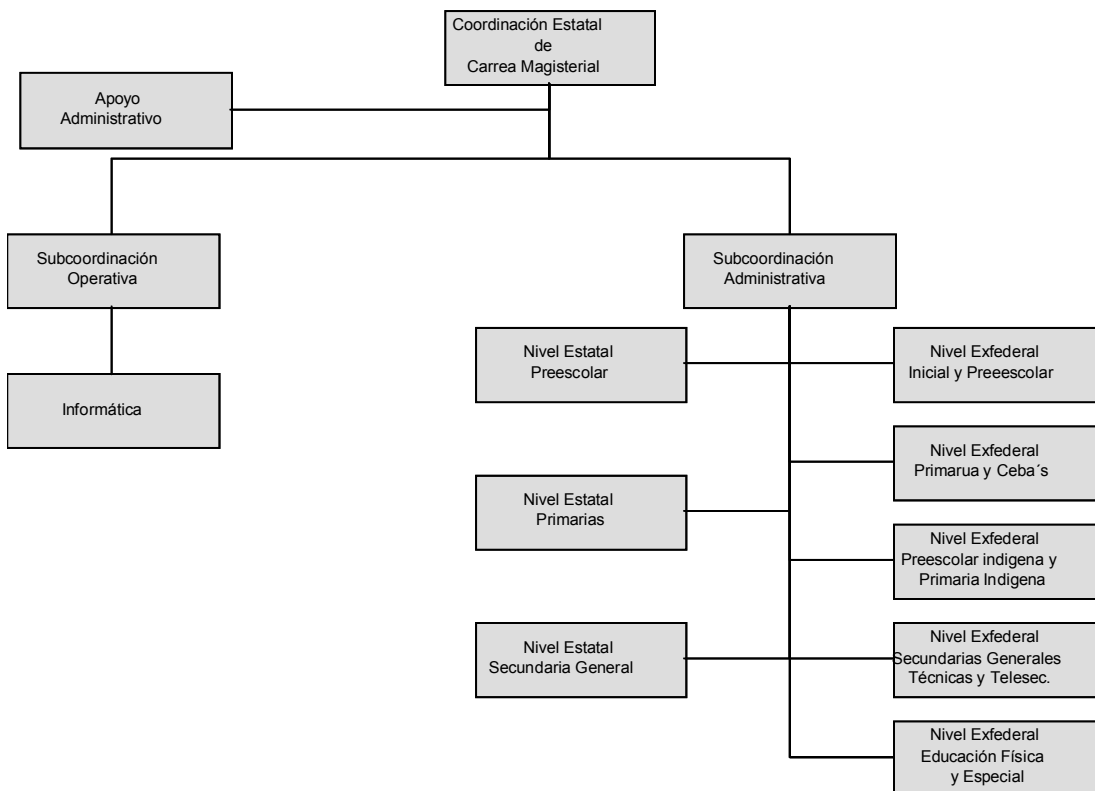 Coordinación Estatal
de
Carrea Magisterial
Apoyo
Administrativo
Subcoordinación
Operativa
Subcoordinación
Administrativa
Informática
Nivel Estatal
Preescolar
Nivel Exfederal
Inicial y Preeescolar
Nivel Exfederal
Primarua y Ceba´s
Nivel Estatal
Primarias
Nivel Exfederal
Preescolar indigena y
Primaria Indigena
Nivel Estatal
Secundaria General
Nivel Exfederal
Secundarias Generales
Técnicas y Telesec.
Nivel Exfederal
Educación Física
y Especial